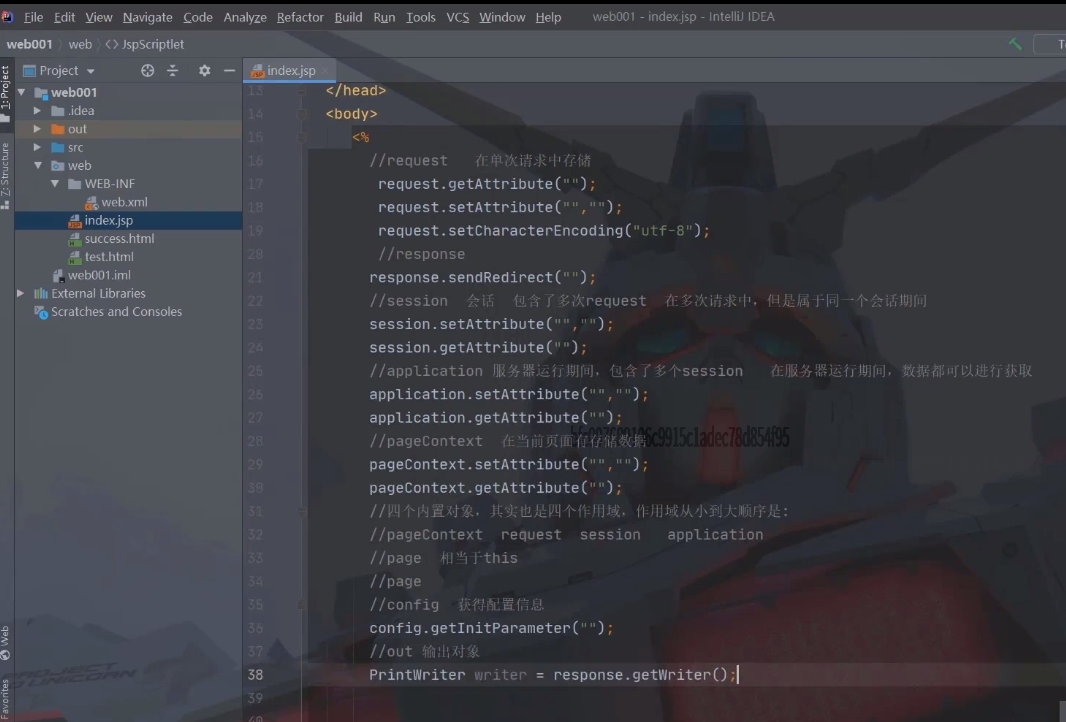 File Edit View Navigate Code Analyze Refactor Build Run Tools VCS Window Help web001 - index.jsp - IntelliJ IDEA
web001 web JspScriptlet
Project index.jsp
1: Project
Z: Structure
Web
Favorites
web001
.idea
out
src
web
WEB-INF
web.xml
index.jsp
success.html
test.html
web001.iml
External Libraries
Scratches and Consoles
13 </head>
14 <body>
15 <%
16 //request 在单次请求中存储
17 request.getAttribute("");
18 request.setAttribute("","");
19 request.setCharacterEncoding("utf-8");
20 //response
21 response.sendRedirect("");
22 //session 会话 包含了多次request 在多次请求中，但是属于同一个会话期间
23 session.setAttribute("","");
24 session.getAttribute("");
25 //application 服务器运行期间，包含了多个session 在服务器运行期间，数据都可以进行获取
26 application.setAttribute("","");
27 application.getAttribute("");
28 //pageContext 在当前页面存存储数据
29 pageContext.setAttribute("","");
30 pageContext.getAttribute("");
31 //四个内置对象，其实也是四个作用域，作用域从小到大顺序是:
32 //pageContext request session application
33 //page 相当于this
34 //page
35 //config 获得配置信息
36 config.getInitParameter("");
37 //out 输出对象
38 PrintWriter writer = response.getWriter();
39
40
PROJECT
UNICORN